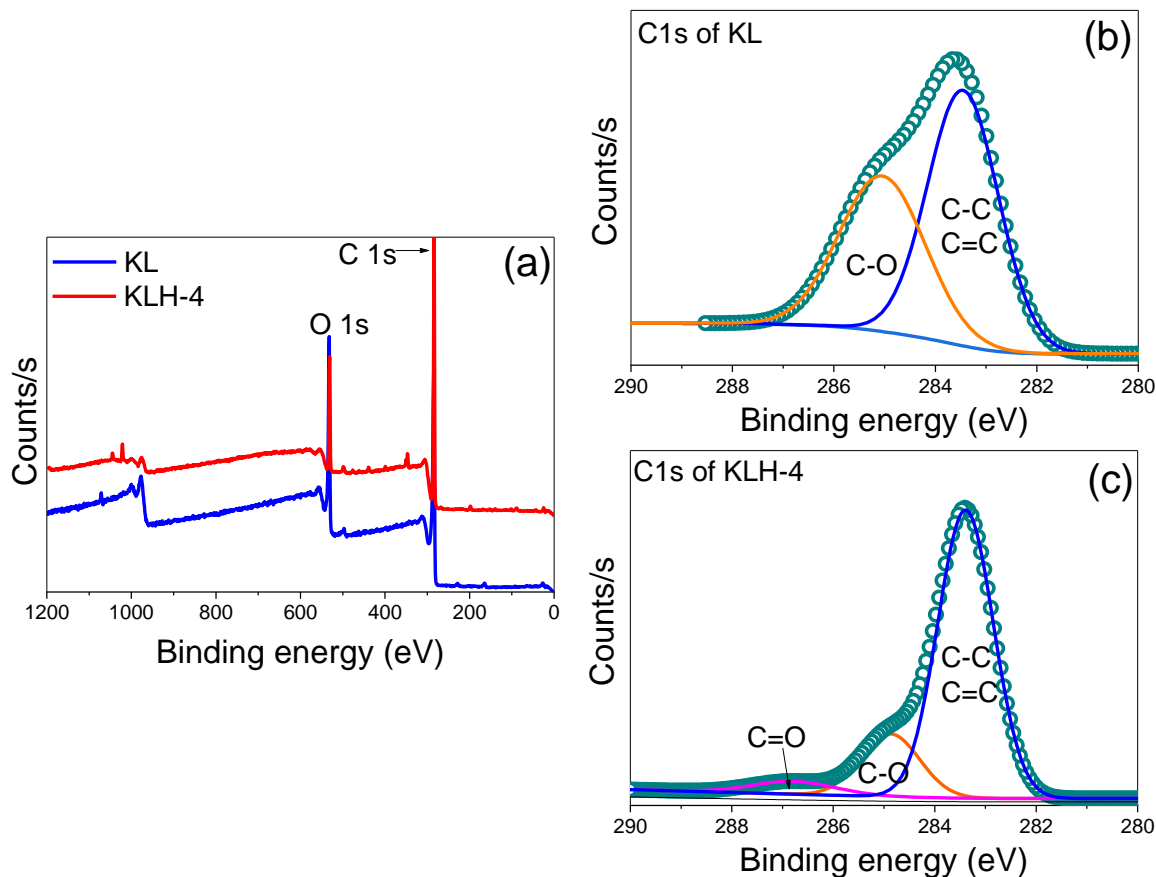 KL
KLH-4
C 1s
O 1s
(a)
Counts/s
1200 1000 800 600 400 200 0
Binding energy (eV)
C1s of KL
(b)
C-O
C-C
C=C
Counts/s
290 288 286 284 282 280
Binding energy (eV)
C1s of KLH-4
(c)
C=O
C-O
C-C
C=C
Counts/s
290 288 286 284 282 280
Binding energy (eV)